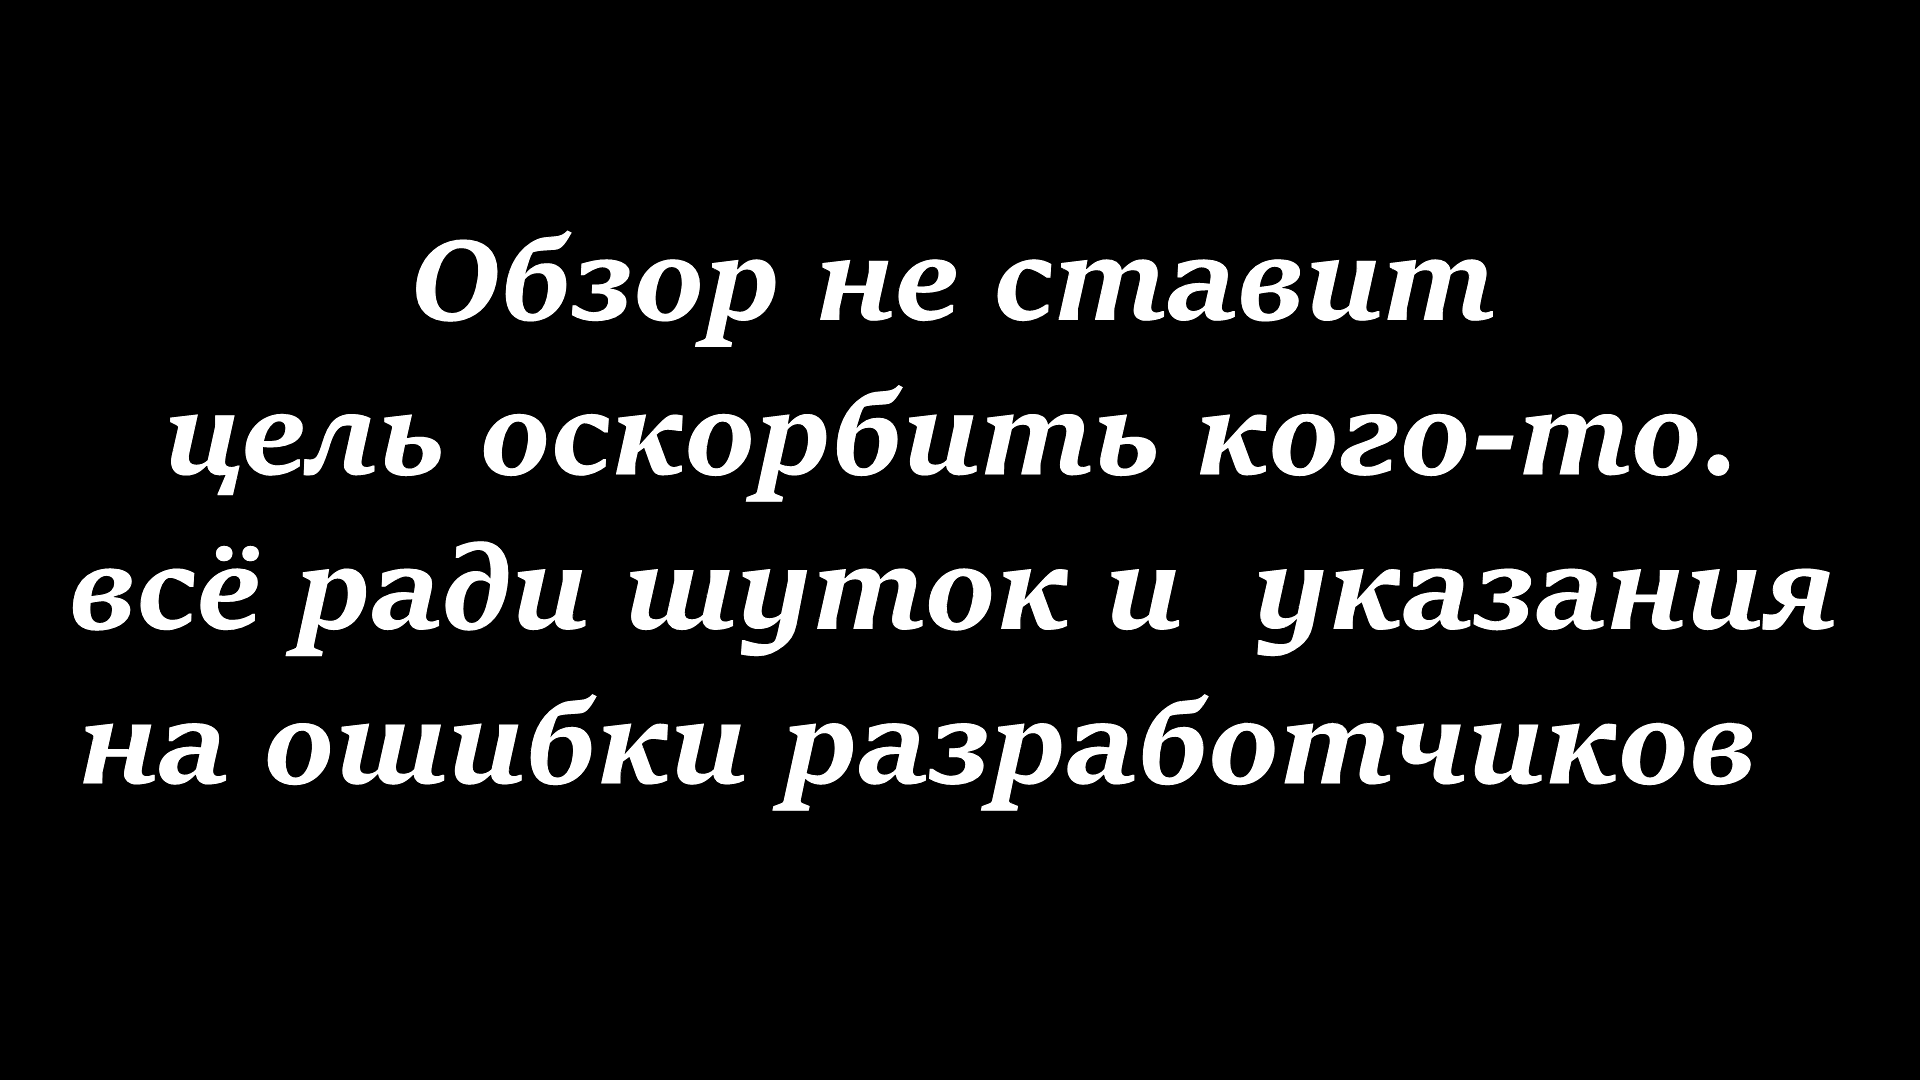 Обзор не ставит
цель оскорбить кого-то.
всё ради шуток и  указания
на ошибки разработчиков